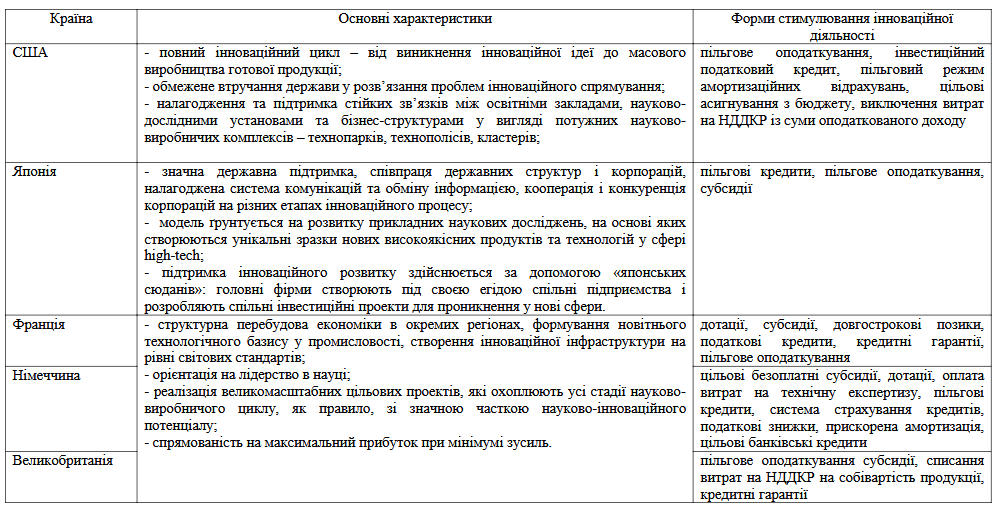 Країна
Основні характеристики
Форми стимулювання інноваційної
діяльності
США
- повний інноваційний цикл – від виникнення інноваційної ідеї до масового
виробництва готової продукції;
- обмежене втручання держави у розв’язання проблем інноваційного спрямування;
- налагодження та підтримка стійких зв’язків між освітніми закладами, науково-
дослідними установами та бізнес-структурами у вигляді потужних науково-
виробничих комплексів – технопарків, технополісів, кластерів;
пільгове оподаткування, інвестиційний
податковий кредит, пільговий режим
амортизаційних відрахувань, цільові
асигнування з бюджету, виключення витрат
на НДДКР із суми оподаткованого доходу
Японія
- значна державна підтримка, співпраця державних структур і корпорацій,
налагоджена система комунікацій та обміну інформацією, кооперація і конкуренція
корпорацій на різних етапах інноваційного процесу;
- модель ґрунтується на розвитку прикладних наукових досліджень, на основі яких
створюються унікальні зразки нових високоякісних продуктів та технологій у сфері
high-tech;
- підтримка інноваційного розвитку здійснюється за допомогою «японських
сюданів»: головні фірми створюють під своєю егідою спільні підприємства і
розробляють спільні інвестиційні проекти для проникнення у нові сфери.
пільгові кредити, пільгове оподаткування,
субсидії
Франція
- структурна перебудова економіки в окремих регіонах, формування новітнього
технологічного базису у промисловості, створення інноваційної інфраструктури на
рівні світових стандартів;
- орієнтація на лідерство в науці;
- реалізація великомасштабних цільових проектів, які охоплюють усі стадії науково-
виробничого циклу, як правило, зі значною часткою науково-інноваційного
потенціалу;
- спрямованість на максимальний прибуток при мінімумі зусиль.
дотації, субсидії, довгострокові позики,
податкові кредити, кредитні гарантії,
пільгове оподаткування
Німеччина
цільові безоплатні субсидії, дотації, оплата
витрат на технічну експертизу, пільгові
кредити, система страхування кредитів,
податкові знижки, прискорена амортизація,
цільові банківські кредити
Великобританія
пільгове оподаткування субсидії, списання
витрат на НДДКР на собівартість продукції,
кредитні гарантії